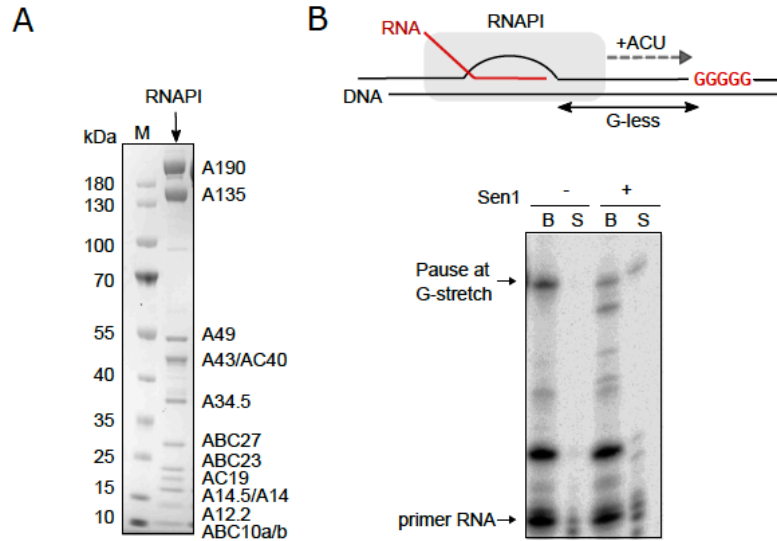 A
RNAPI
kDa
M
180
130
100
70
55
40
35
25
15
10
A190
A135
A49
A43/AC40
A34.5
ABC27
ABC23
AC19
A14.5/A14
A12.2
ABC10a/b
B
RNAPI
RNA
+ACU
GGGGG
DNA
G-less
Sen1 - +
B S B S
Pause at
G-stretch
primer RNA